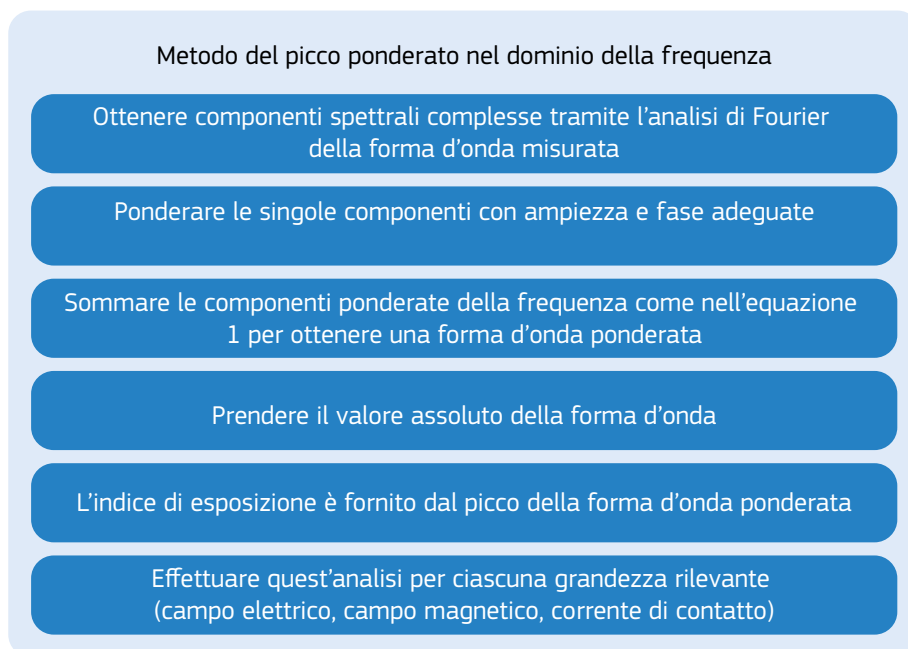 Metodo del picco ponderato nel dominio della frequenza
Ottenere componenti spettrali complesse tramite l'analisi di Fourier
della forma d'onda misurata
Ponderare le singole componenti con ampiezza e fase adeguate
Sommare le componenti ponderate della frequenza come nell'equazione
1 per ottenere una forma d'onda ponderata
Prendere il valore assoluto della forma d'onda
L'indice di esposizione è fornito dal picco della forma d'onda ponderata
Effettuare quest'analisi per ciascuna grandezza rilevante
(campo elettrico, campo magnetico, corrente di contatto)